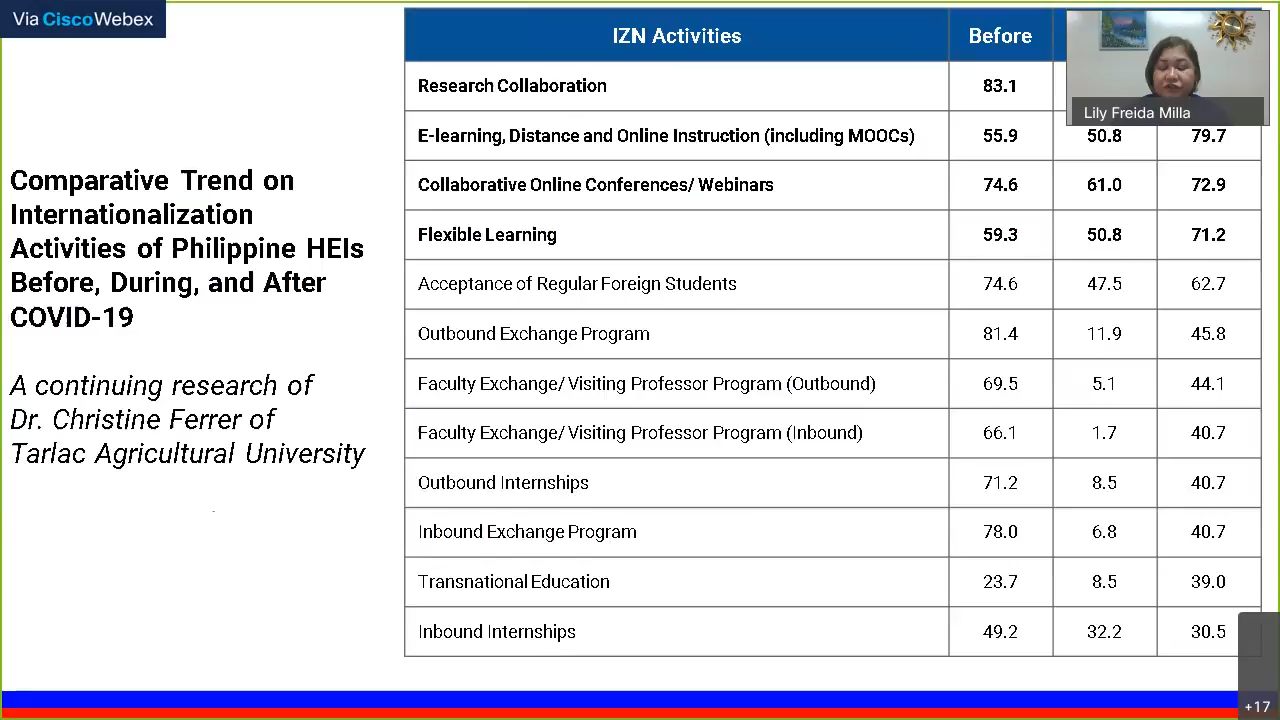 Via CiscoWebex
Comparative Trend on
Internationalization
Activities of Philippine HEIs
Before, During, and After
COVID-19
A continuing research of
Dr. Christine Ferrer of
Tarlac Agricultural University
IZN Activities Before
Research Collaboration 83.1
Lily Freida Milla
E-learning, Distance and Online Instruction (including MOOCs) 55.9 50.8 79.7
Collaborative Online Conferences/ Webinars 74.6 61.0 72.9
Flexible Learning 59.3 50.8 71.2
Acceptance of Regular Foreign Students 74.6 47.5 62.7
Outbound Exchange Program 81.4 11.9 45.8
Faculty Exchange/ Visiting Professor Program (Outbound) 69.5 5.1 44.1
Faculty Exchange/ Visiting Professor Program (Inbound) 66.1 1.7 40.7
Outbound Internships 71.2 8.5 40.7
Inbound Exchange Program 78.0 6.8 40.7
Transnational Education 23.7 8.5 39.0
Inbound Internships 49.2 32.2 30.5
+17